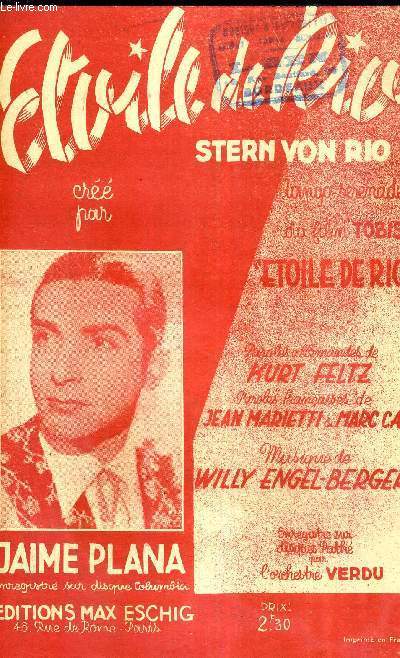 www.le-livre.com
Etoile de Rio
STERN VON RIO
créé
par
tango-sérénade
du film TOBIS
"ETOILE DE RIO
Paroles allemandes de
KURT FELTZ
Paroles françaises de
JEAN MARIETTI & MARC CA
Musique de
WILLY ENGEL-BERGER
Enregistré sur
disques Pathé
par
l'orchestre VERDU
JAIME PLANA
enregistré sur disque Columbia
EDITIONS MAX ESCHIG
48, Rue de Rome - Paris
PRIX:
2f30
Imprimé en Fra